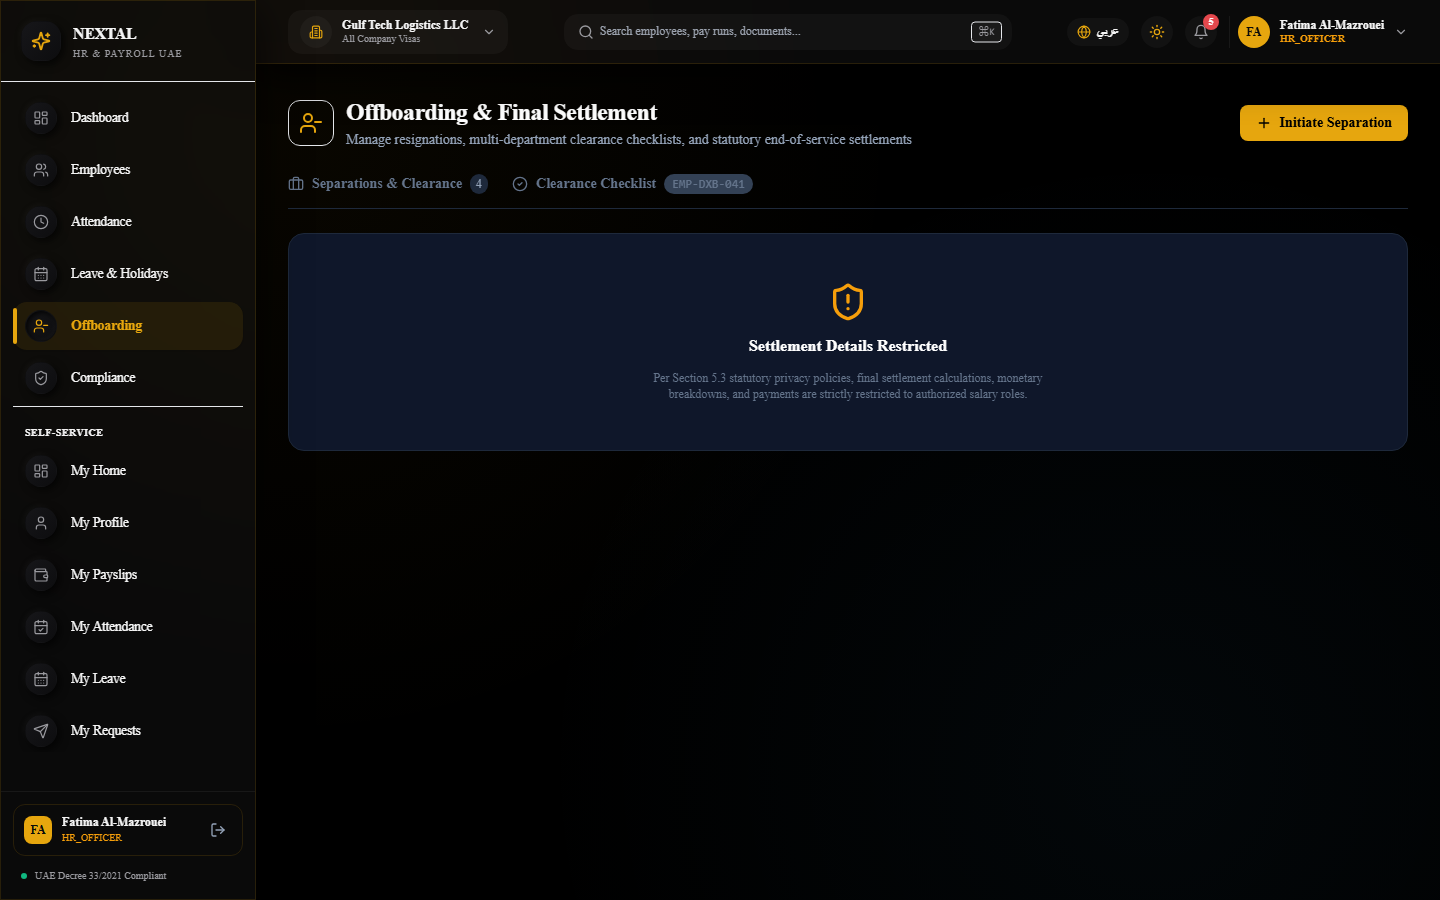 NEXTAL
HR & PAYROLL UAE
Dashboard
Employees
Attendance
Leave & Holidays
Offboarding
Compliance
SELF-SERVICE
My Home
My Profile
My Payslips
My Attendance
My Leave
My Requests
FA
Fatima Al-Mazrouei
HR_OFFICER
UAE Decree 33/2021 Compliant
Gulf Tech Logistics LLC
All Company Visas
Search employees, pay runs, documents...
⌘K
عربي
5
FA
Fatima Al-Mazrouei
HR_OFFICER
Offboarding & Final Settlement
Manage resignations, multi-department clearance checklists, and statutory end-of-service settlements
Initiate Separation
Separations & Clearance 4
Clearance Checklist EMP-DXB-041
Settlement Details Restricted
Per Section 5.3 statutory privacy policies, final settlement calculations, monetary
breakdowns, and payments are strictly restricted to authorized salary roles.